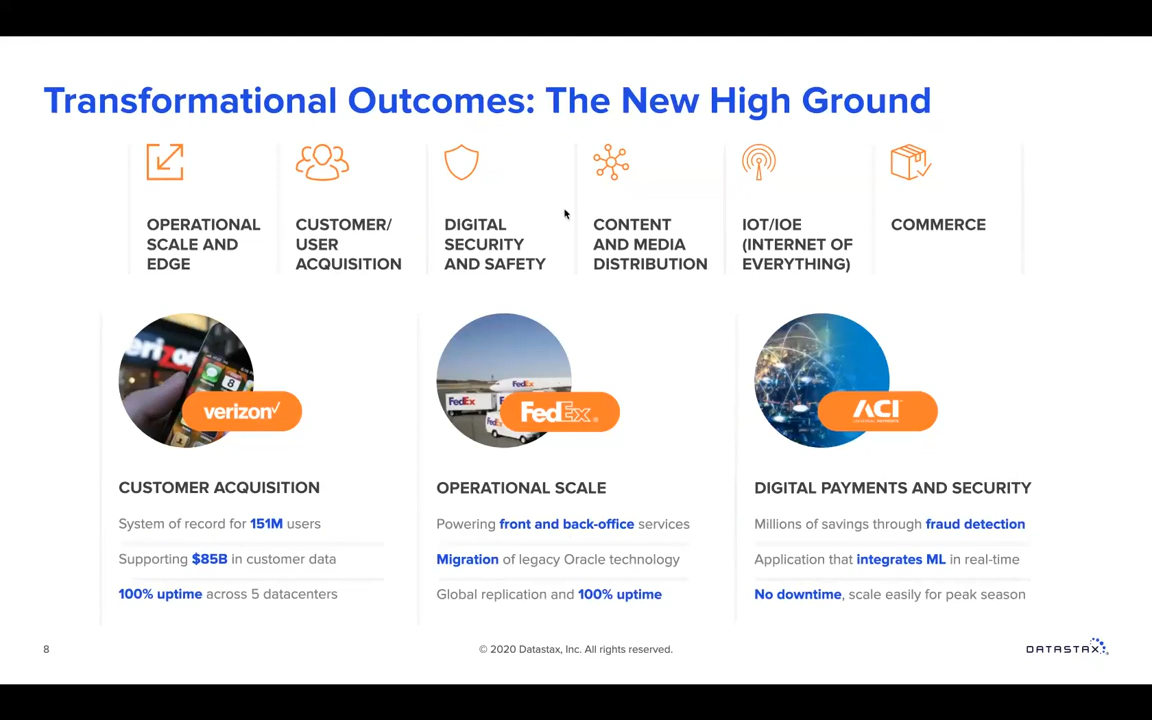 Transformational Outcomes: The New High Ground
OPERATIONAL
SCALE AND
EDGE
CUSTOMER/
USER
ACQUISITION
DIGITAL
SECURITY
AND SAFETY
CONTENT
AND MEDIA
DISTRIBUTION
IOT/IOE
(INTERNET OF
EVERYTHING)
COMMERCE
verizon
8
verizon✓
CUSTOMER ACQUISITION
System of record for 151M users
Supporting $85B in customer data
100% uptime across 5 datacenters
FedEx
FedEx
FedEx
FedEx®
OPERATIONAL SCALE
Powering front and back-office services
Migration of legacy Oracle technology
Global replication and 100% uptime
ACI
DIGITAL PAYMENTS AND SECURITY
Millions of savings through fraud detection
Application that integrates ML in real-time
No downtime, scale easily for peak season
8
© 2020 Datastax, Inc. All rights reserved.
DATASTAX